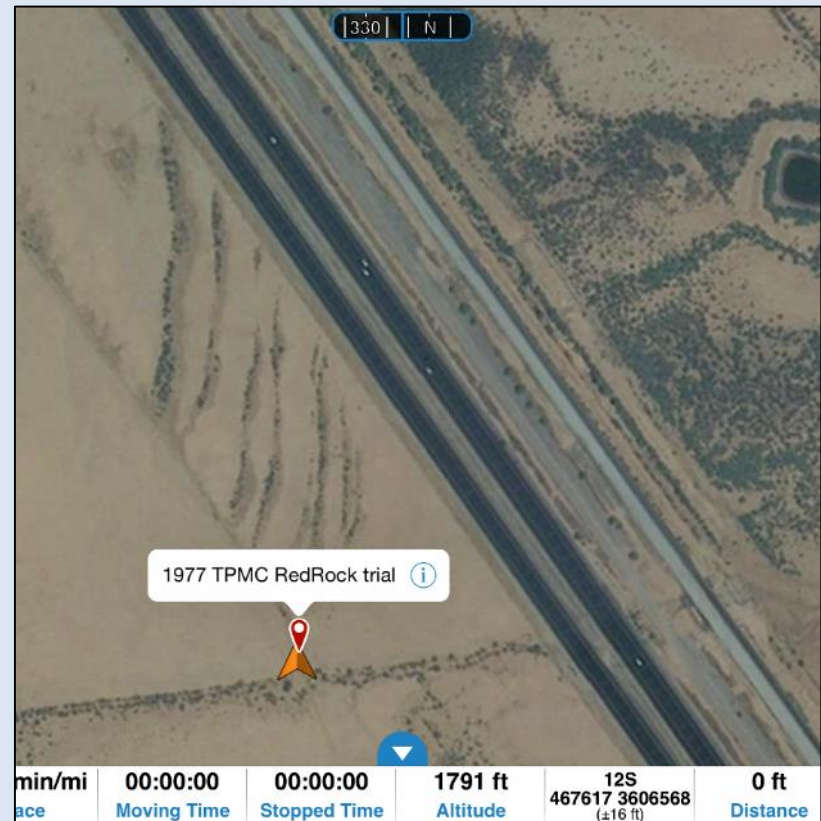 |330| | N |
1977 TPMC RedRock trial i
min/mi 00:00:00 00:00:00 1791 ft 12S 0 ft
467617 3606568
(±16 ft)
ace Moving Time Stopped Time Altitude Distance